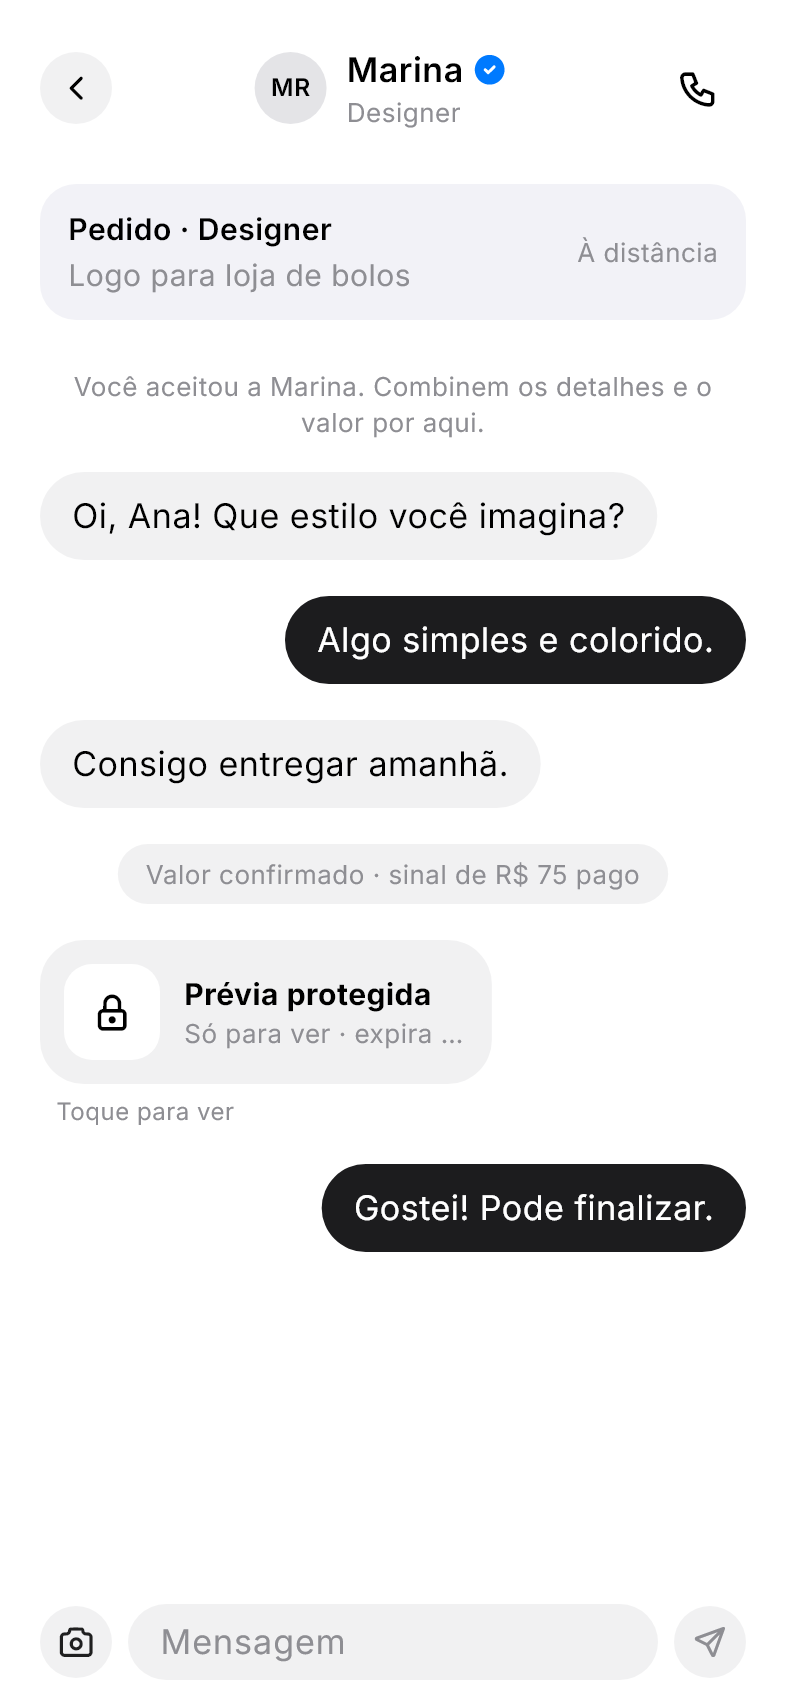 MR
Marina
Designer
Pedido · Designer
Logo para loja de bolos
À distância
Você aceitou a Marina. Combinem os detalhes e o
valor por aqui.
Oi, Ana! Que estilo você imagina?
Algo simples e colorido.
Consigo entregar amanhã.
Valor confirmado · sinal de R$ 75 pago
Prévia protegida
Só para ver · expira ...
Toque para ver
Gostei! Pode finalizar.
Mensagem